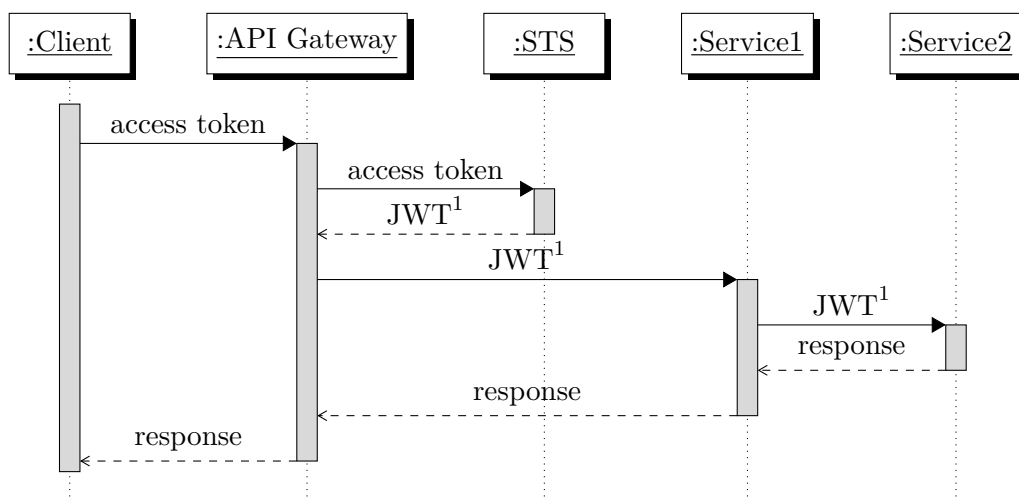 :Client
:API Gateway
:STS
:Service1
:Service2
access token
access token
JWT¹
JWT¹
JWT¹
response
response
response